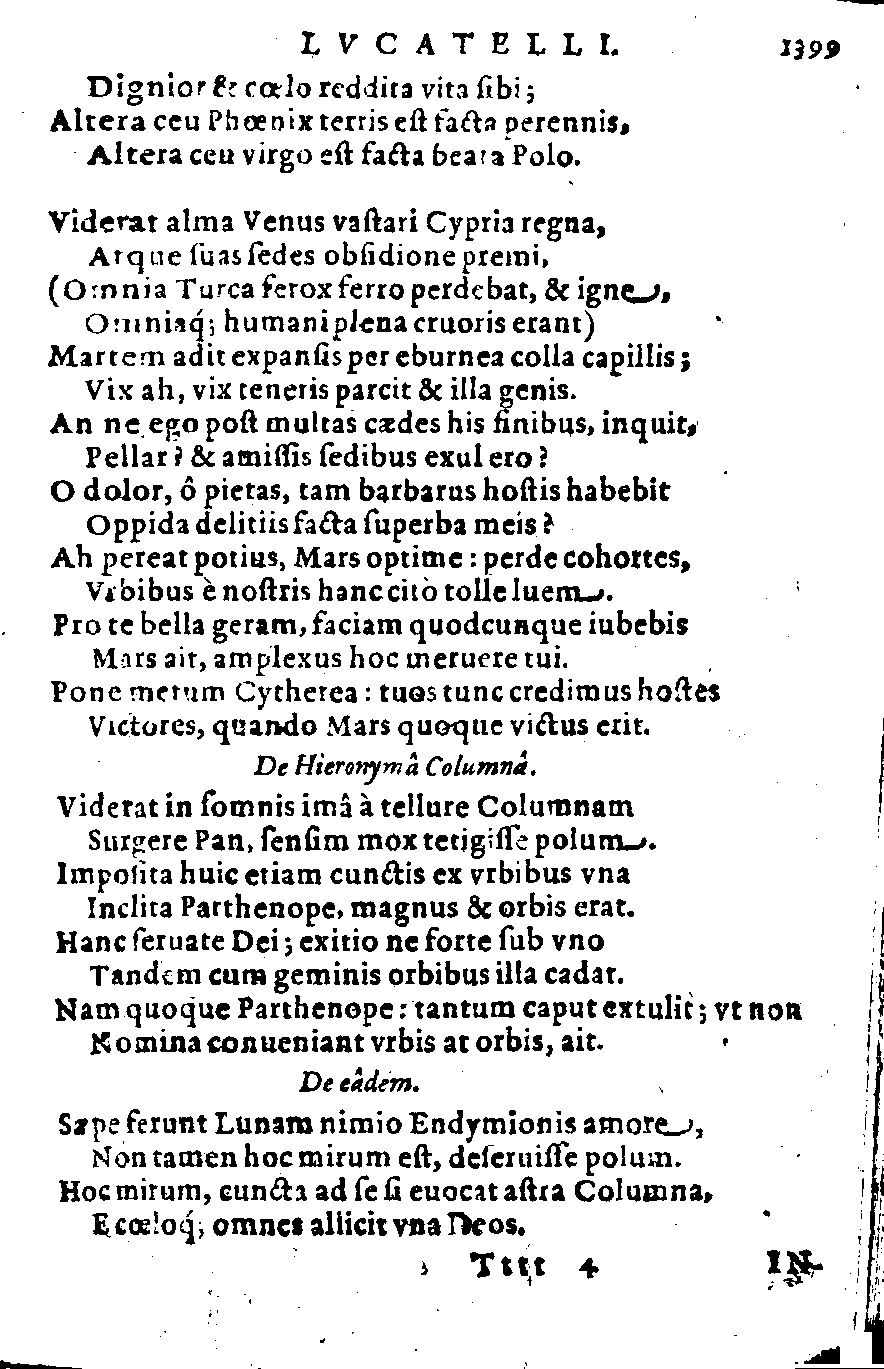 LVCATELLI. 1399
Dignior & cœlo reddita vita ſibi;
Altera ceu Phœnix terris eſt facta perennis,
Altera ceu virgo eſt facta beata Polo.
Viderat alma Venus vaſtari Cypria regna,
Atque ſuas ſedes obſidione premi,
(Omnia Turca ferox ferro perdebat, & igne,
Omniaq́; humani plena cruoris erant)
Martem adit expanſis per eburnea colla capillis;
Vix ah, vix teneris parcit & illa genis.
An ne ego poſt multas cædes his finibus, inquit,
Pellar? & amiſſis ſedibus exul ero?
O dolor, ô pietas, tam barbarus hoſtis habebit
Oppida delitiis facta ſuperba meis?
Ah pereat potius, Mars optime: perde cohortes,
Vrbibus è noſtris hanc citò tolle luem.
Pro te bella geram, faciam quodcunque iubebis
Mars ait, amplexus hoc meruere tui.
Pone metum Cytherea: tuos tunc credimus hoſtes
Victores, quando Mars quoque victus erit.
De Hieronymâ Columnâ.
Viderat in ſomnis imâ à tellure Columnam
Surgere Pan, ſenſim mox tetigiſſe polum.
Impoſita huic etiam cunctis ex vrbibus vna
Inclita Parthenope, magnus & orbis erat.
Hanc ſeruate Dei; exitio ne forte ſub vno
Tandem cum geminis orbibus illa cadat.
Nam quoque Parthenope: tantum caput extulit; vt non
Nomina conueniant vrbis at orbis, ait.
De eâdem.
Sæpe ferunt Lunam nimio Endymionis amore,
Non tamen hoc mirum eſt, deſeruiſſe polum.
Hoc mirum, cuncta ad ſe ſi euocat aſtra Columna,
E cœloq́; omnes allicit vna Deos.
Tttt 4 IN-